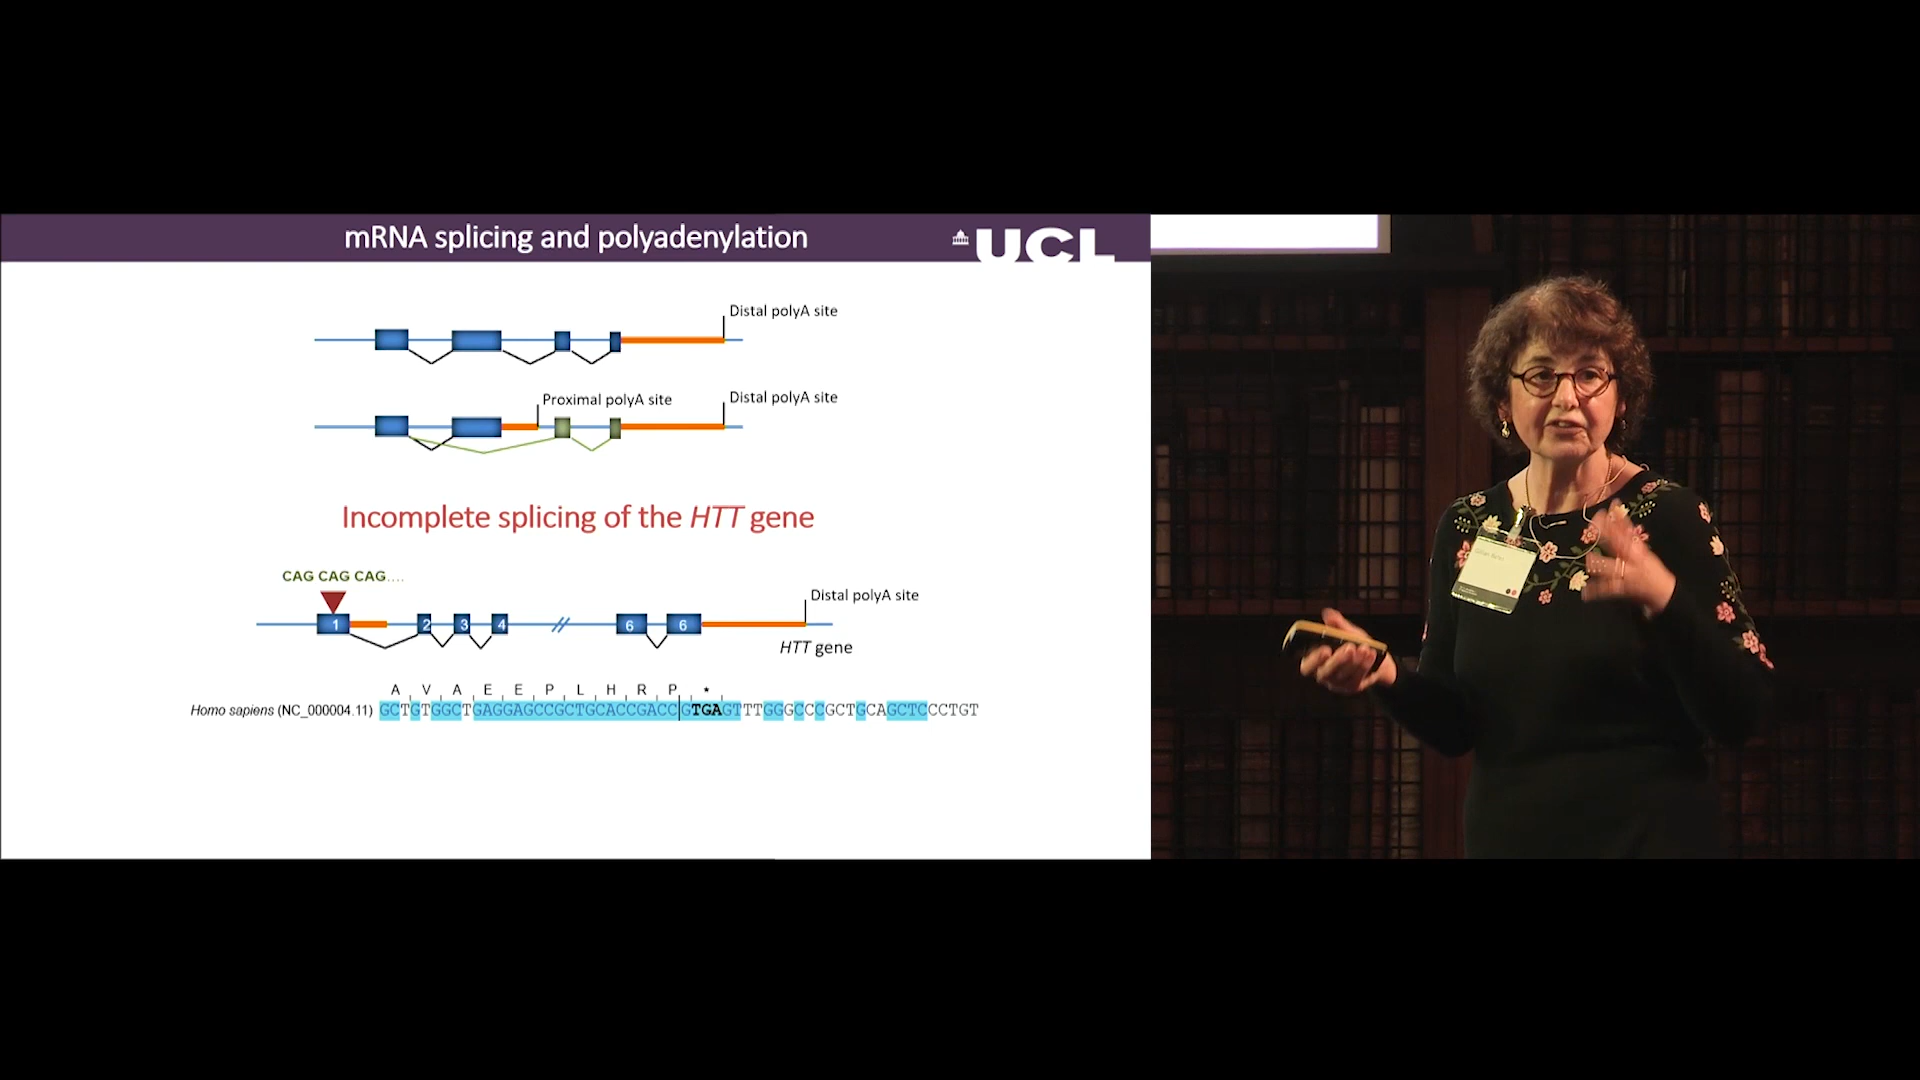 mRNA splicing and polyadenylation
UCL
Distal polyA site
Proximal polyA site
Distal polyA site
Incomplete splicing of the HTT gene
CAG CAG CAG....
Distal polyA site
1 2 3 4 // 6 6
HTT gene
A V A E E P L H R P *
Homo sapiens (NC_000004.11) GCTGTGGCTGAGGAGCCGCTGCACCGACCGTGAGTTTGGGCCCGCTGCAGCTCCCTGT